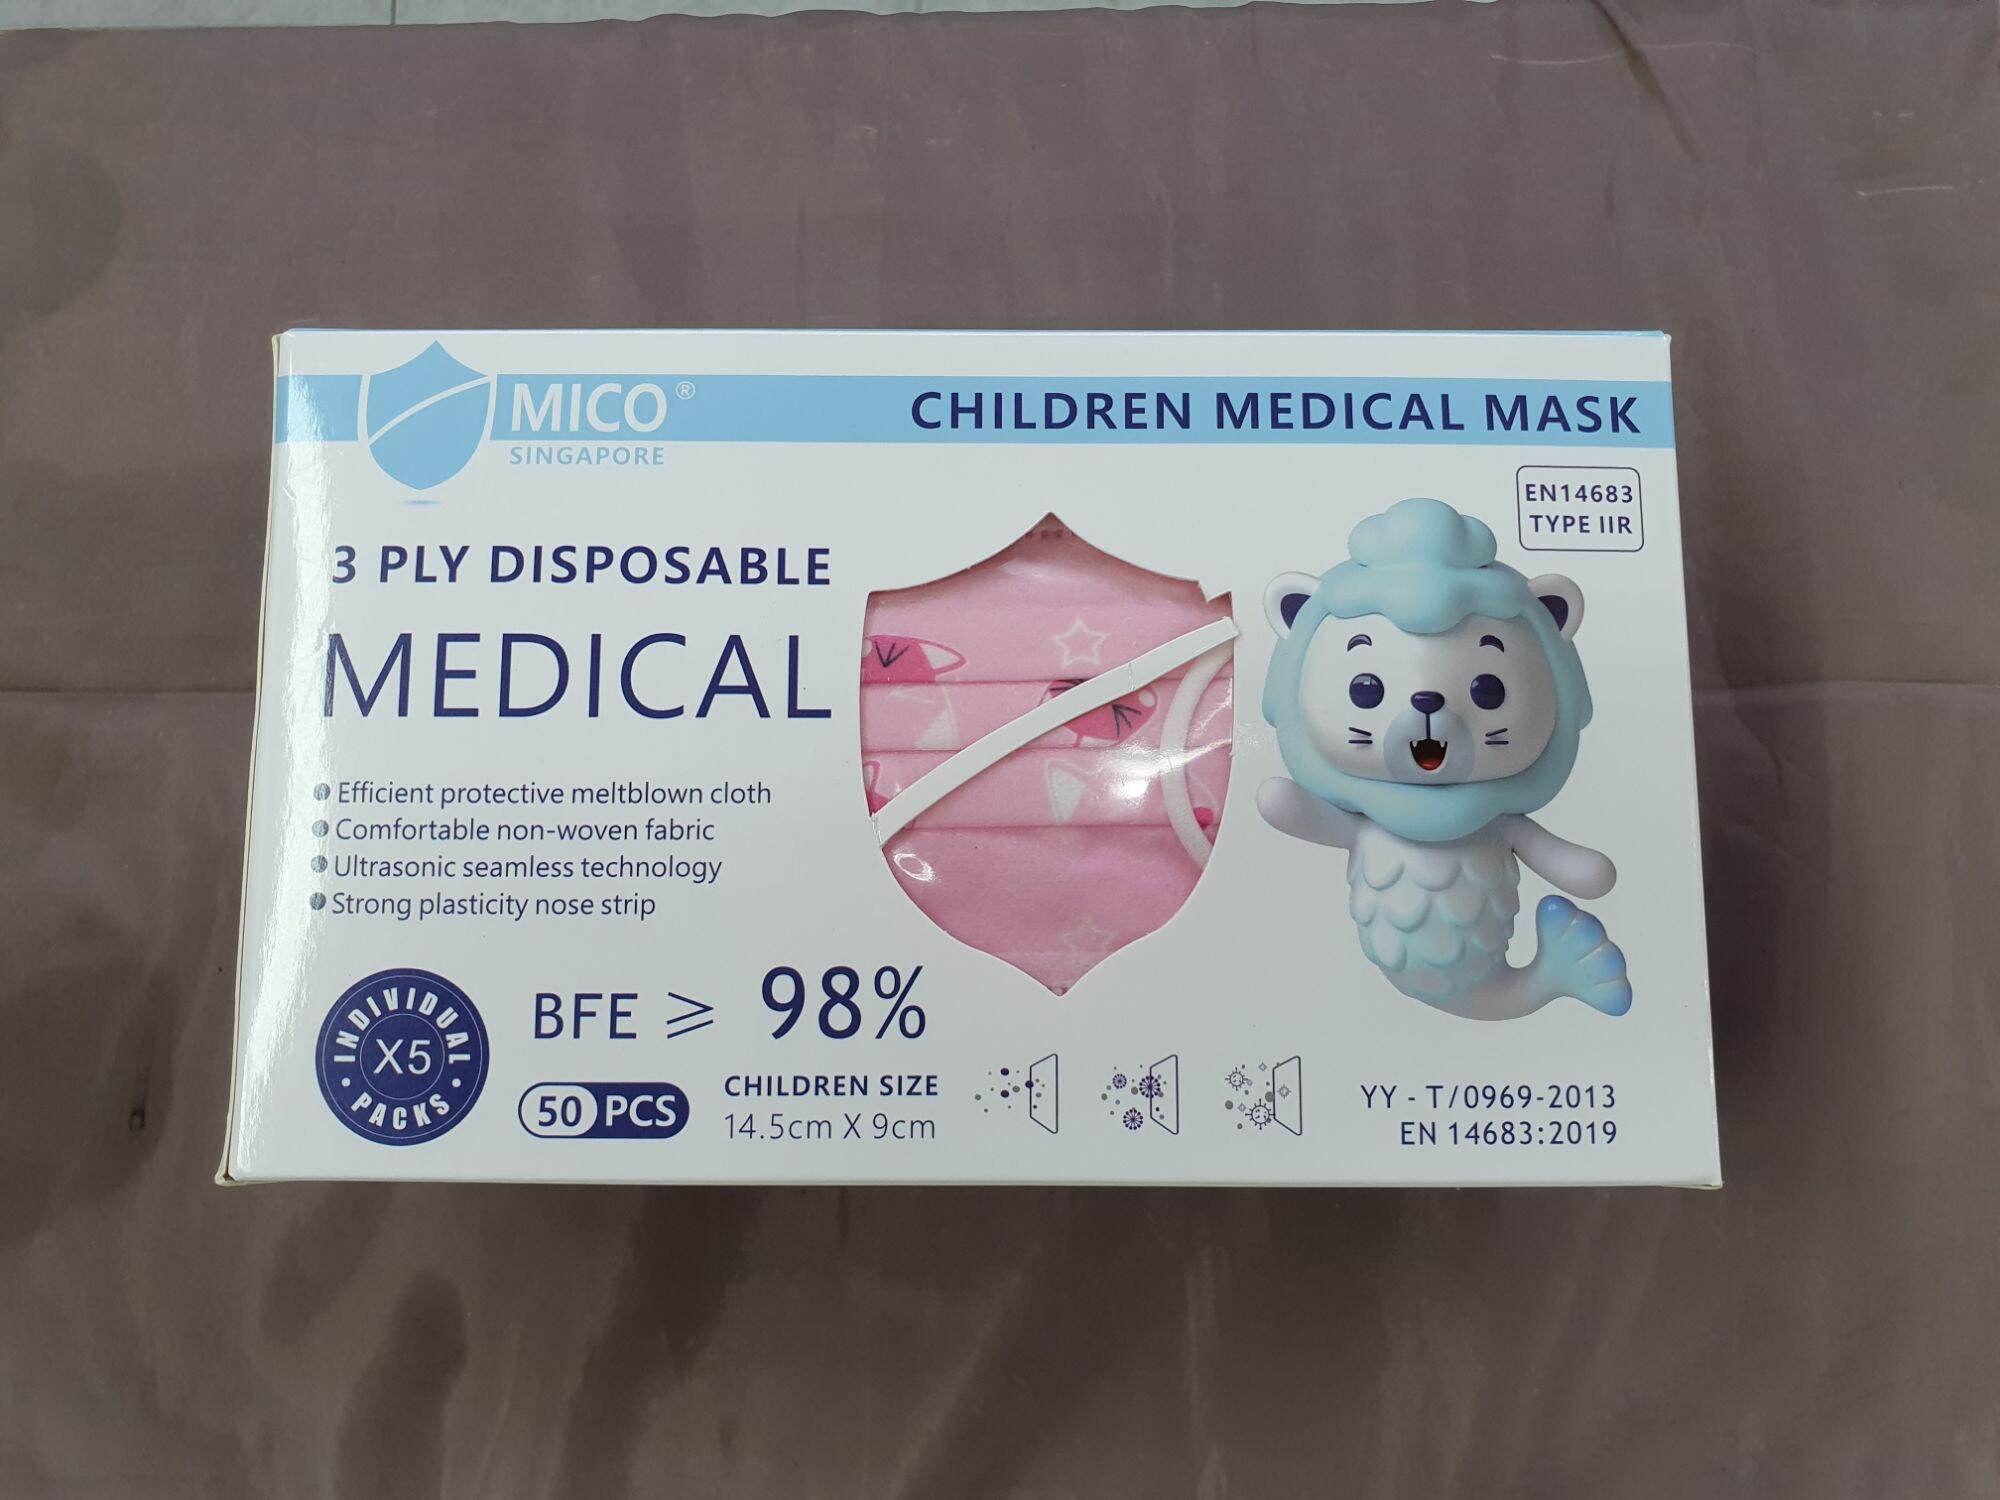 MICO®
SINGAPORE
CHILDREN MEDICAL MASK
EN14683
TYPE IIR
3 PLY DISPOSABLE
MEDICAL
Efficient protective meltblown cloth
Comfortable non-woven fabric
Ultrasonic seamless technology
Strong plasticity nose strip
INDIVIDUAL
X5
PACKS
BFE ⩾ 98%
50 PCS
CHILDREN SIZE
14.5cm X 9cm
YY - T/0969-2013
EN 14683:2019